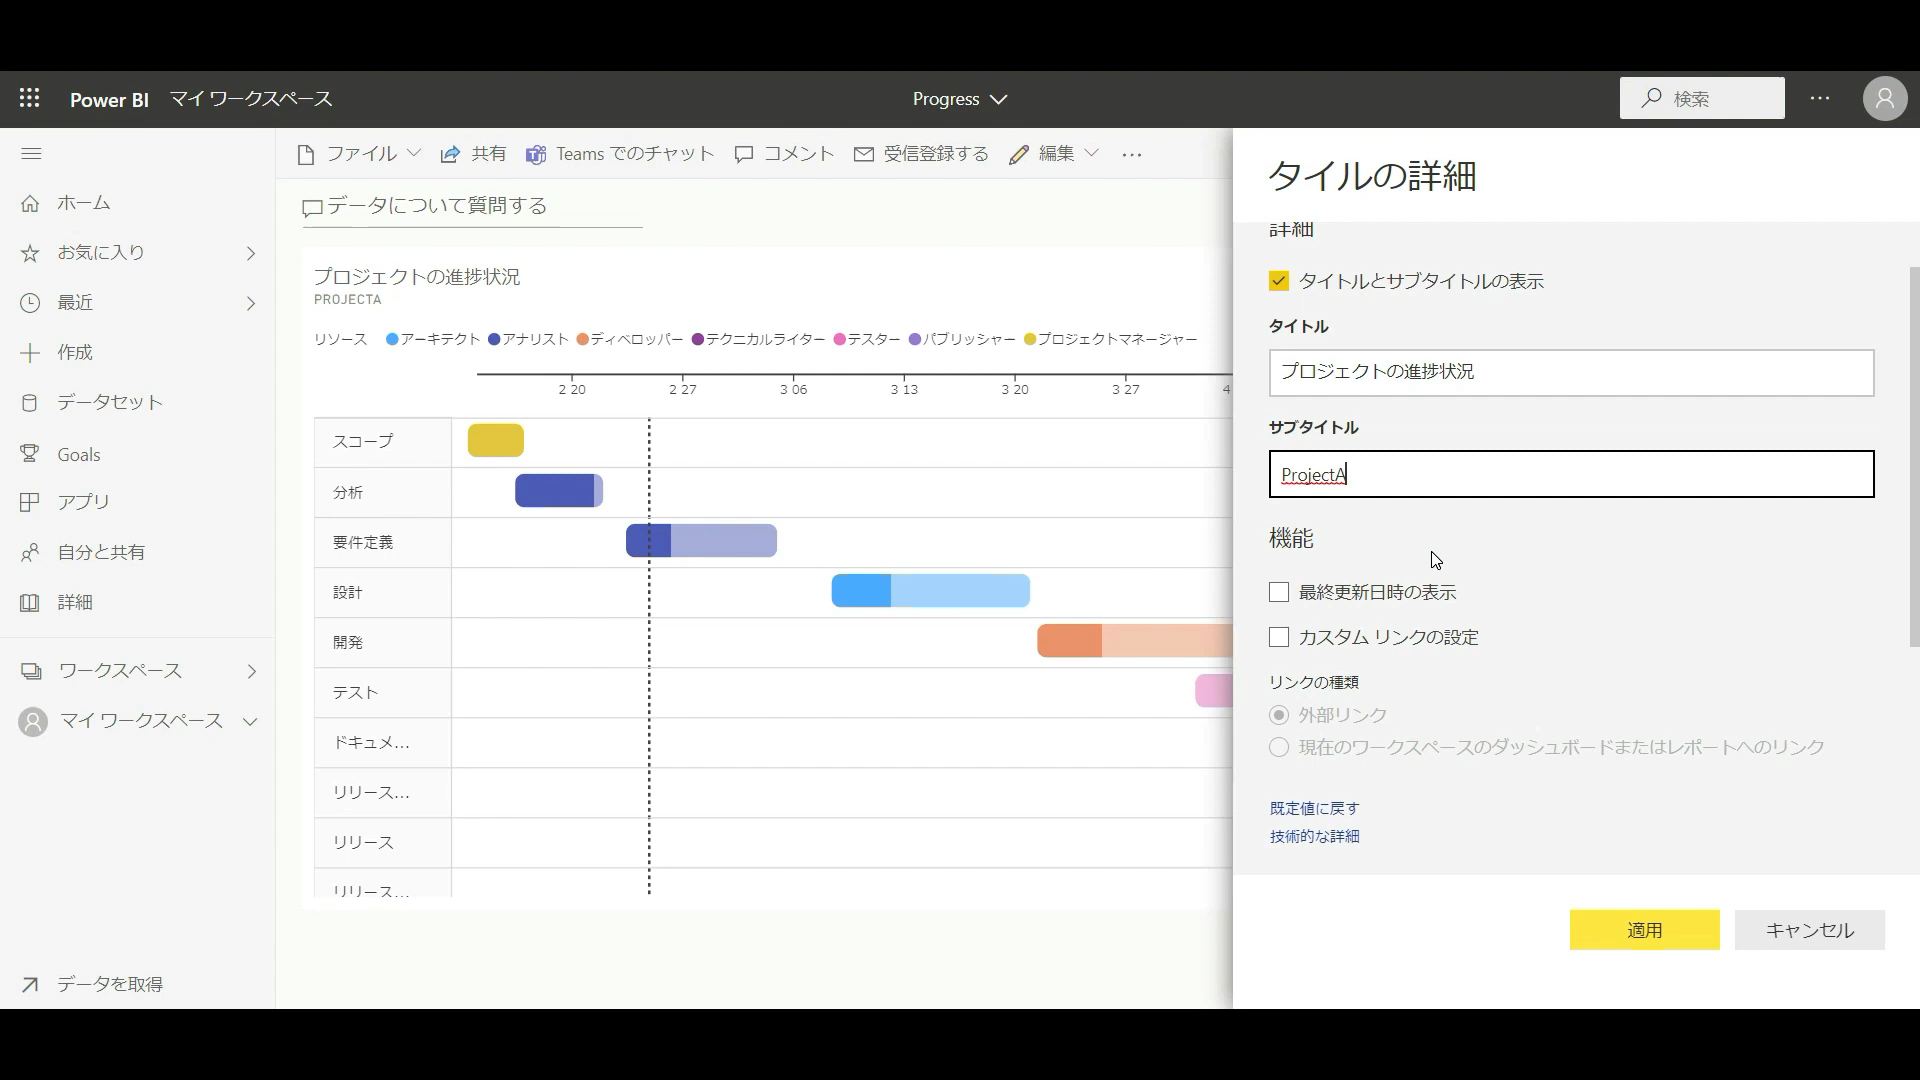 Power BI マイ ワークスペース Progress 検索
ファイル 共有 Teams でのチャット コメント 受信登録する 編集
ホーム
お気に入り
最近
作成
データセット
Goals
アプリ
自分と共有
詳細
ワークスペース
マイ ワークスペース
データを取得
データについて質問する
プロジェクトの進捗状況
PROJECTA
リソース アーキテクト アナリスト ディベロッパー テクニカルライター テスター パブリッシャー プロジェクトマネージャー
2 20 2 27 3 06 3 13 3 20 3 27 4
スコープ
分析
要件定義
設計
開発
テスト
ドキュメ...
リリース...
リリース
リリース...
タイルの詳細
詳細
タイトルとサブタイトルの表示
タイトル
プロジェクトの進捗状況
サブタイトル
ProjectA
機能
最終更新日時の表示
カスタム リンクの設定
リンクの種類
外部リンク
現在のワークスペースのダッシュボードまたはレポートへのリンク
既定値に戻す
技術的な詳細
適用 キャンセル